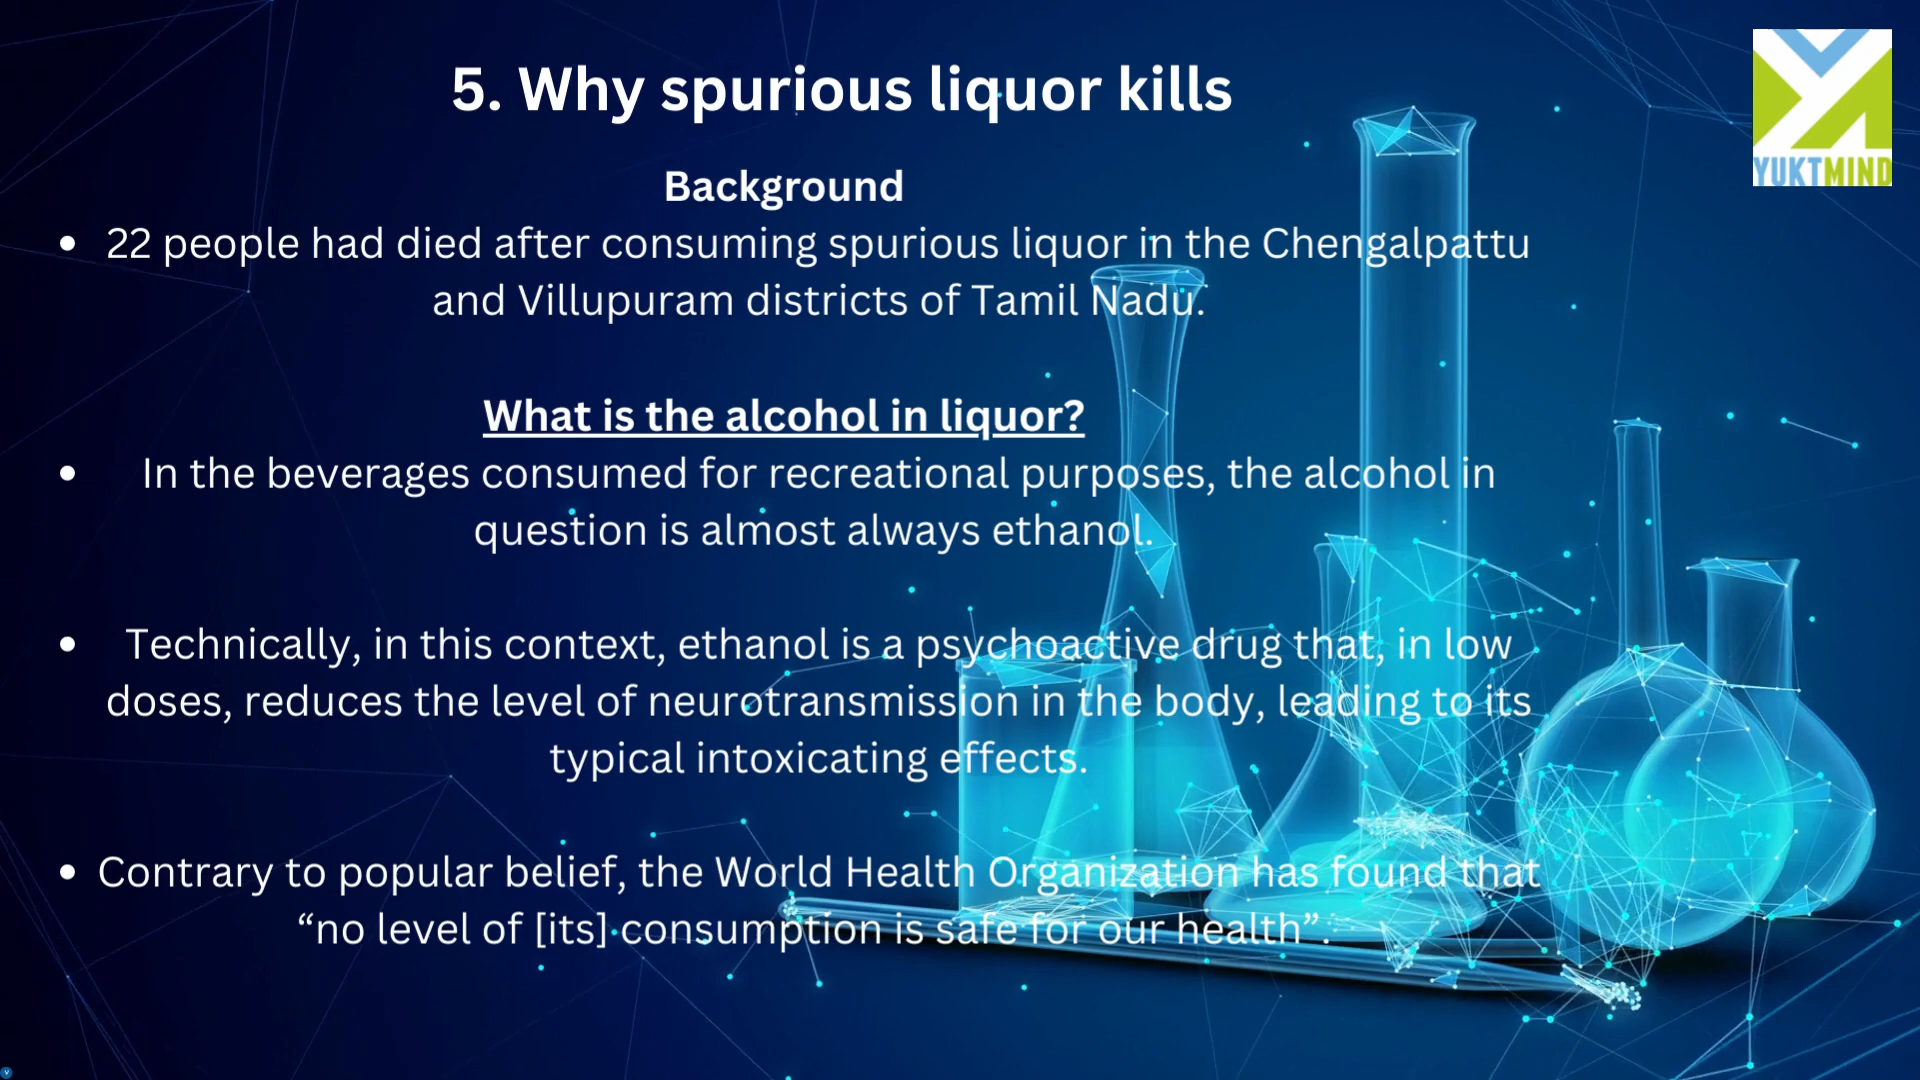 5. Why spurious liquor kills
YUKTMIND
Background
• 22 people had died after consuming spurious liquor in the Chengalpattu
and Villupuram districts of Tamil Nadu.
What is the alcohol in liquor?
• In the beverages consumed for recreational purposes, the alcohol in
question is almost always ethanol.
• Technically, in this context, ethanol is a psychoactive drug that, in low
doses, reduces the level of neurotransmission in the body, leading to its
typical intoxicating effects.
• Contrary to popular belief, the World Health Organization has found that
“no level of [its] consumption is safe for our health”.